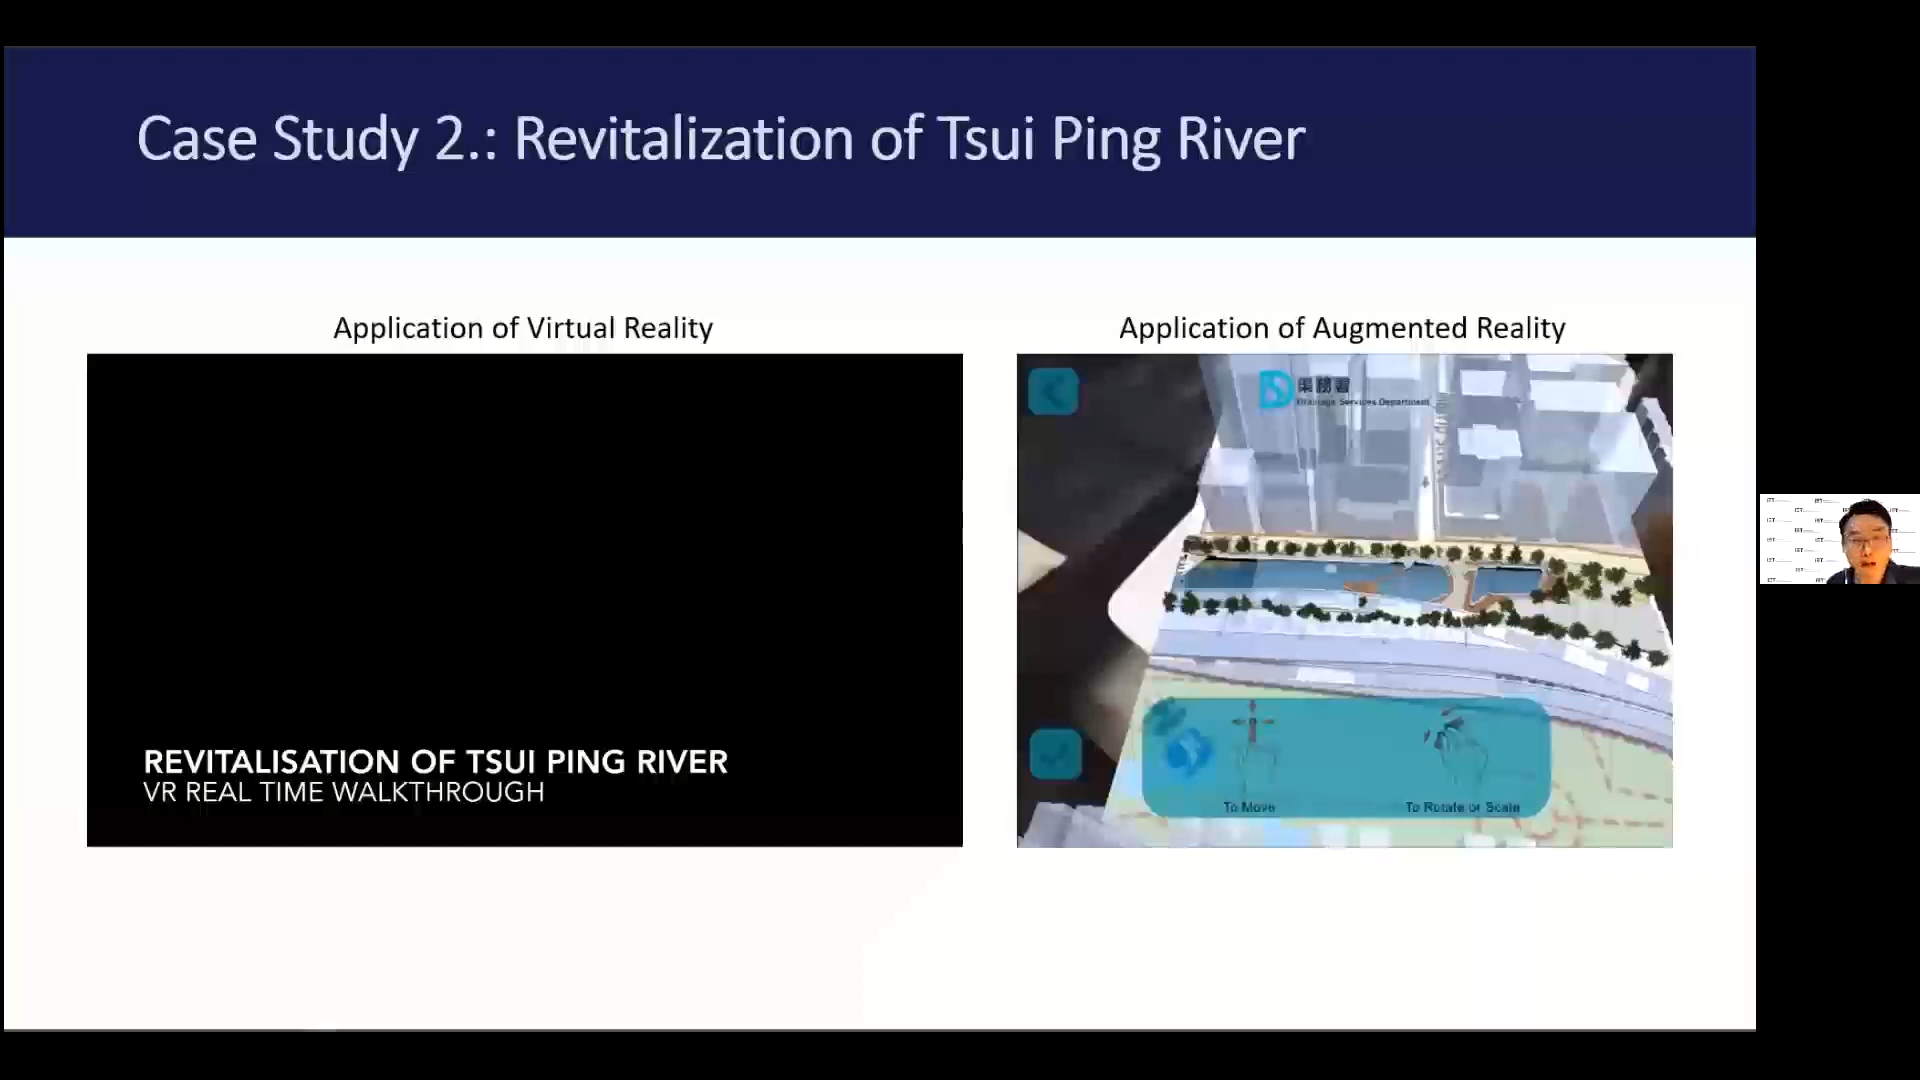 Case Study 2.: Revitalization of Tsui Ping River
Application of Virtual Reality
Application of Augmented Reality
REVITALISATION OF TSUI PING RIVER
VR REAL TIME WALKTHROUGH
渠務署
Drainage Services Department
To Move
To Rotate or Scale